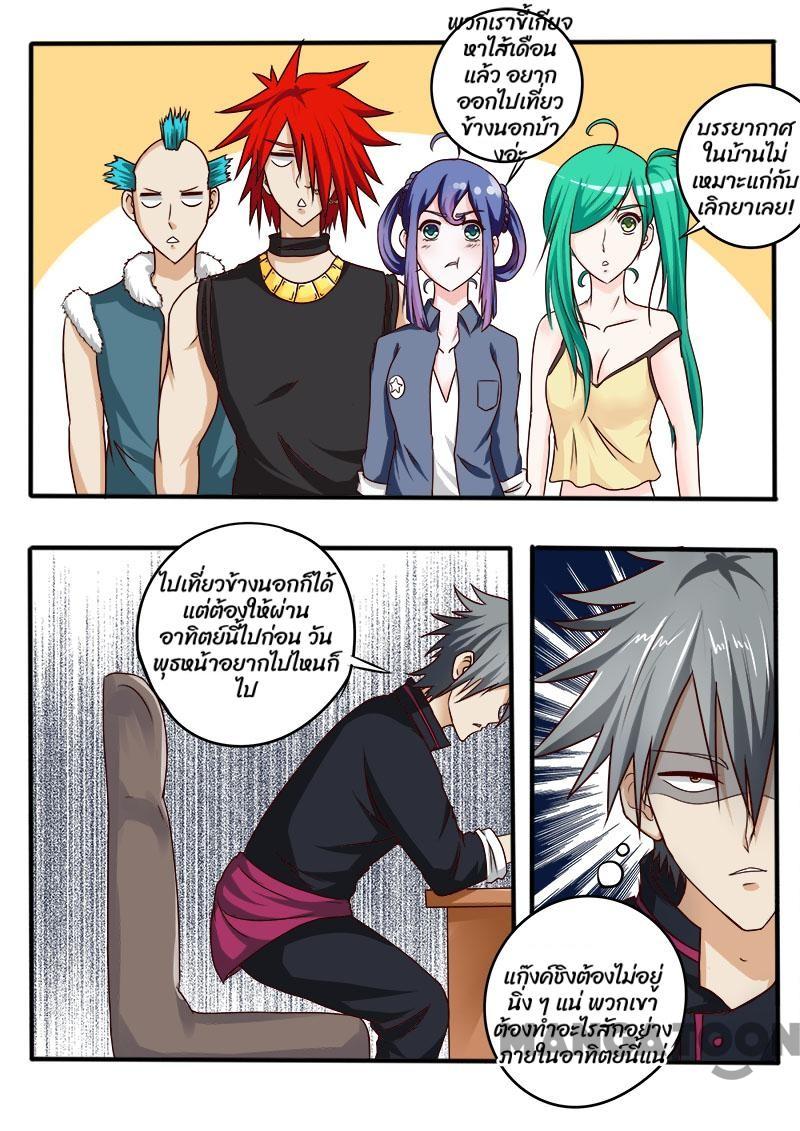 พวกเราขี้เกียจ
หาไส้เดือน
แล้ว อยาก
ออกไปเที่ยว
ข้างนอกบ้า
งอ่ะ
บรรยากาศ
ในบ้านไม่
เหมาะแก่กับ
เลิกยาเลย!
ไปเที่ยวข้างนอกก็ได้
แต่ต้องให้ผ่าน
อาทิตย์นี้ไปก่อน วัน
พุธหน้าอยากไปไหนก็
ไป
แก๊งค์ชิงต้องไม่อยู่
นิ่ง ๆ แน่ พวกเขา
ต้องทำอะไรสักอย่าง
ภายในอาทิตย์นี้แน่
MANGATOON